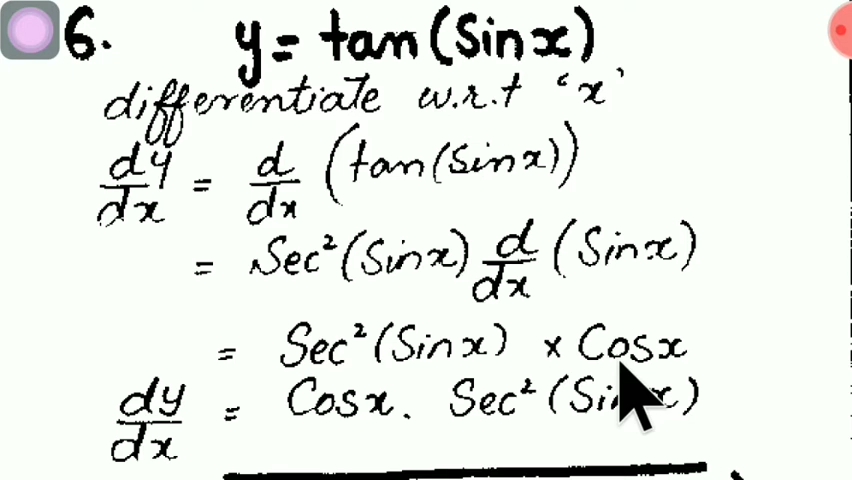 6. y = tan(Sinx)
differentiate w.r.t 'x'
dy/dx = d/dx (tan(Sinx))
= Sec²(Sinx) d/dx (Sinx)
= Sec²(Sinx) × Cosx
dy/dx = Cosx . Sec²(Sinx)